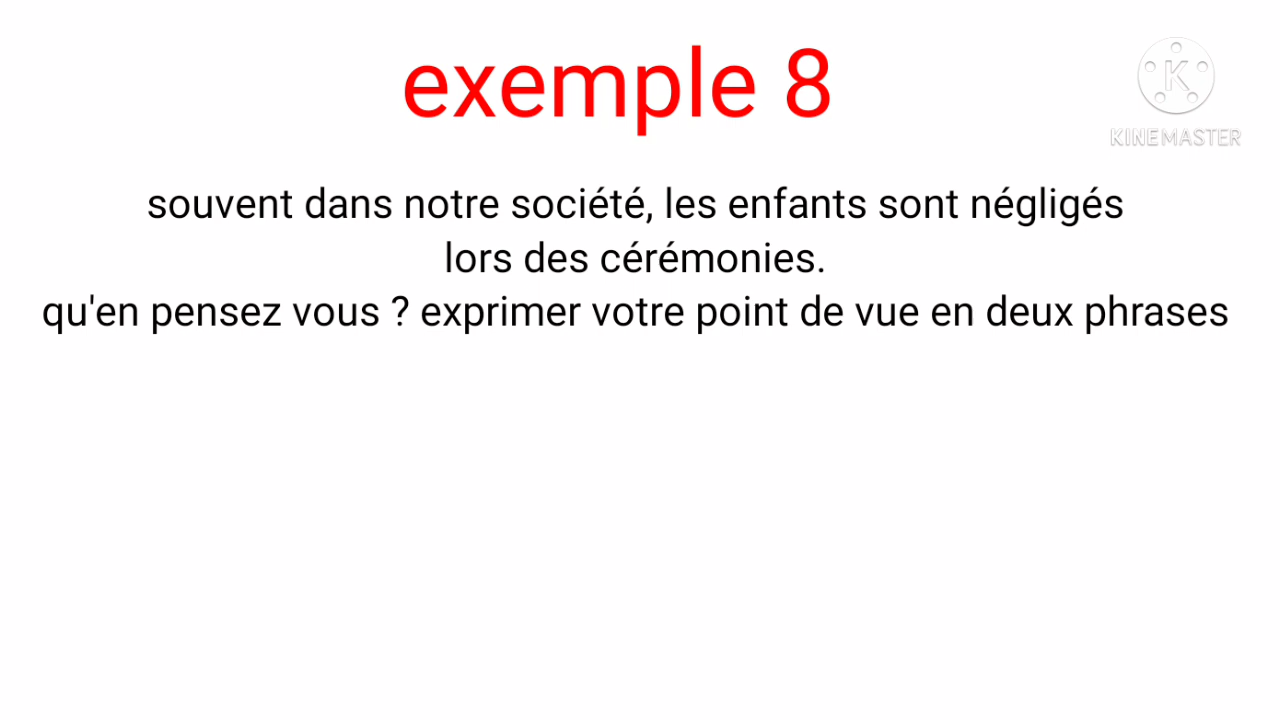 exemple 8
KINEMASTER
souvent dans notre société, les enfants sont négligés
lors des cérémonies.
qu'en pensez vous ? exprimer votre point de vue en deux phrases